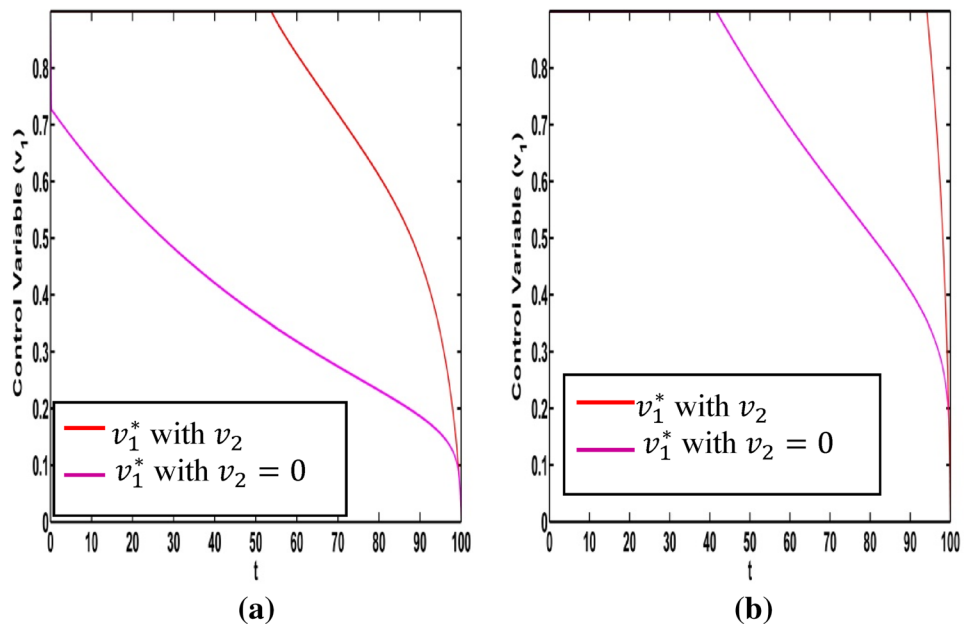 Control Variable (v₁)
0.8
0.7
0.6
0.5
0.4
0.3
0.2
0.1
0
0 10 20 30 40 50 60 70 80 90 100
t
v₁* with v₂
v₁* with v₂ = 0
(a)
Control Variable (v₁)
0.8
0.7
0.6
0.5
0.4
0.3
0.2
0.1
0
0 10 20 30 40 50 60 70 80 90 100
t
v₁* with v₂
v₁* with v₂ = 0
(b)